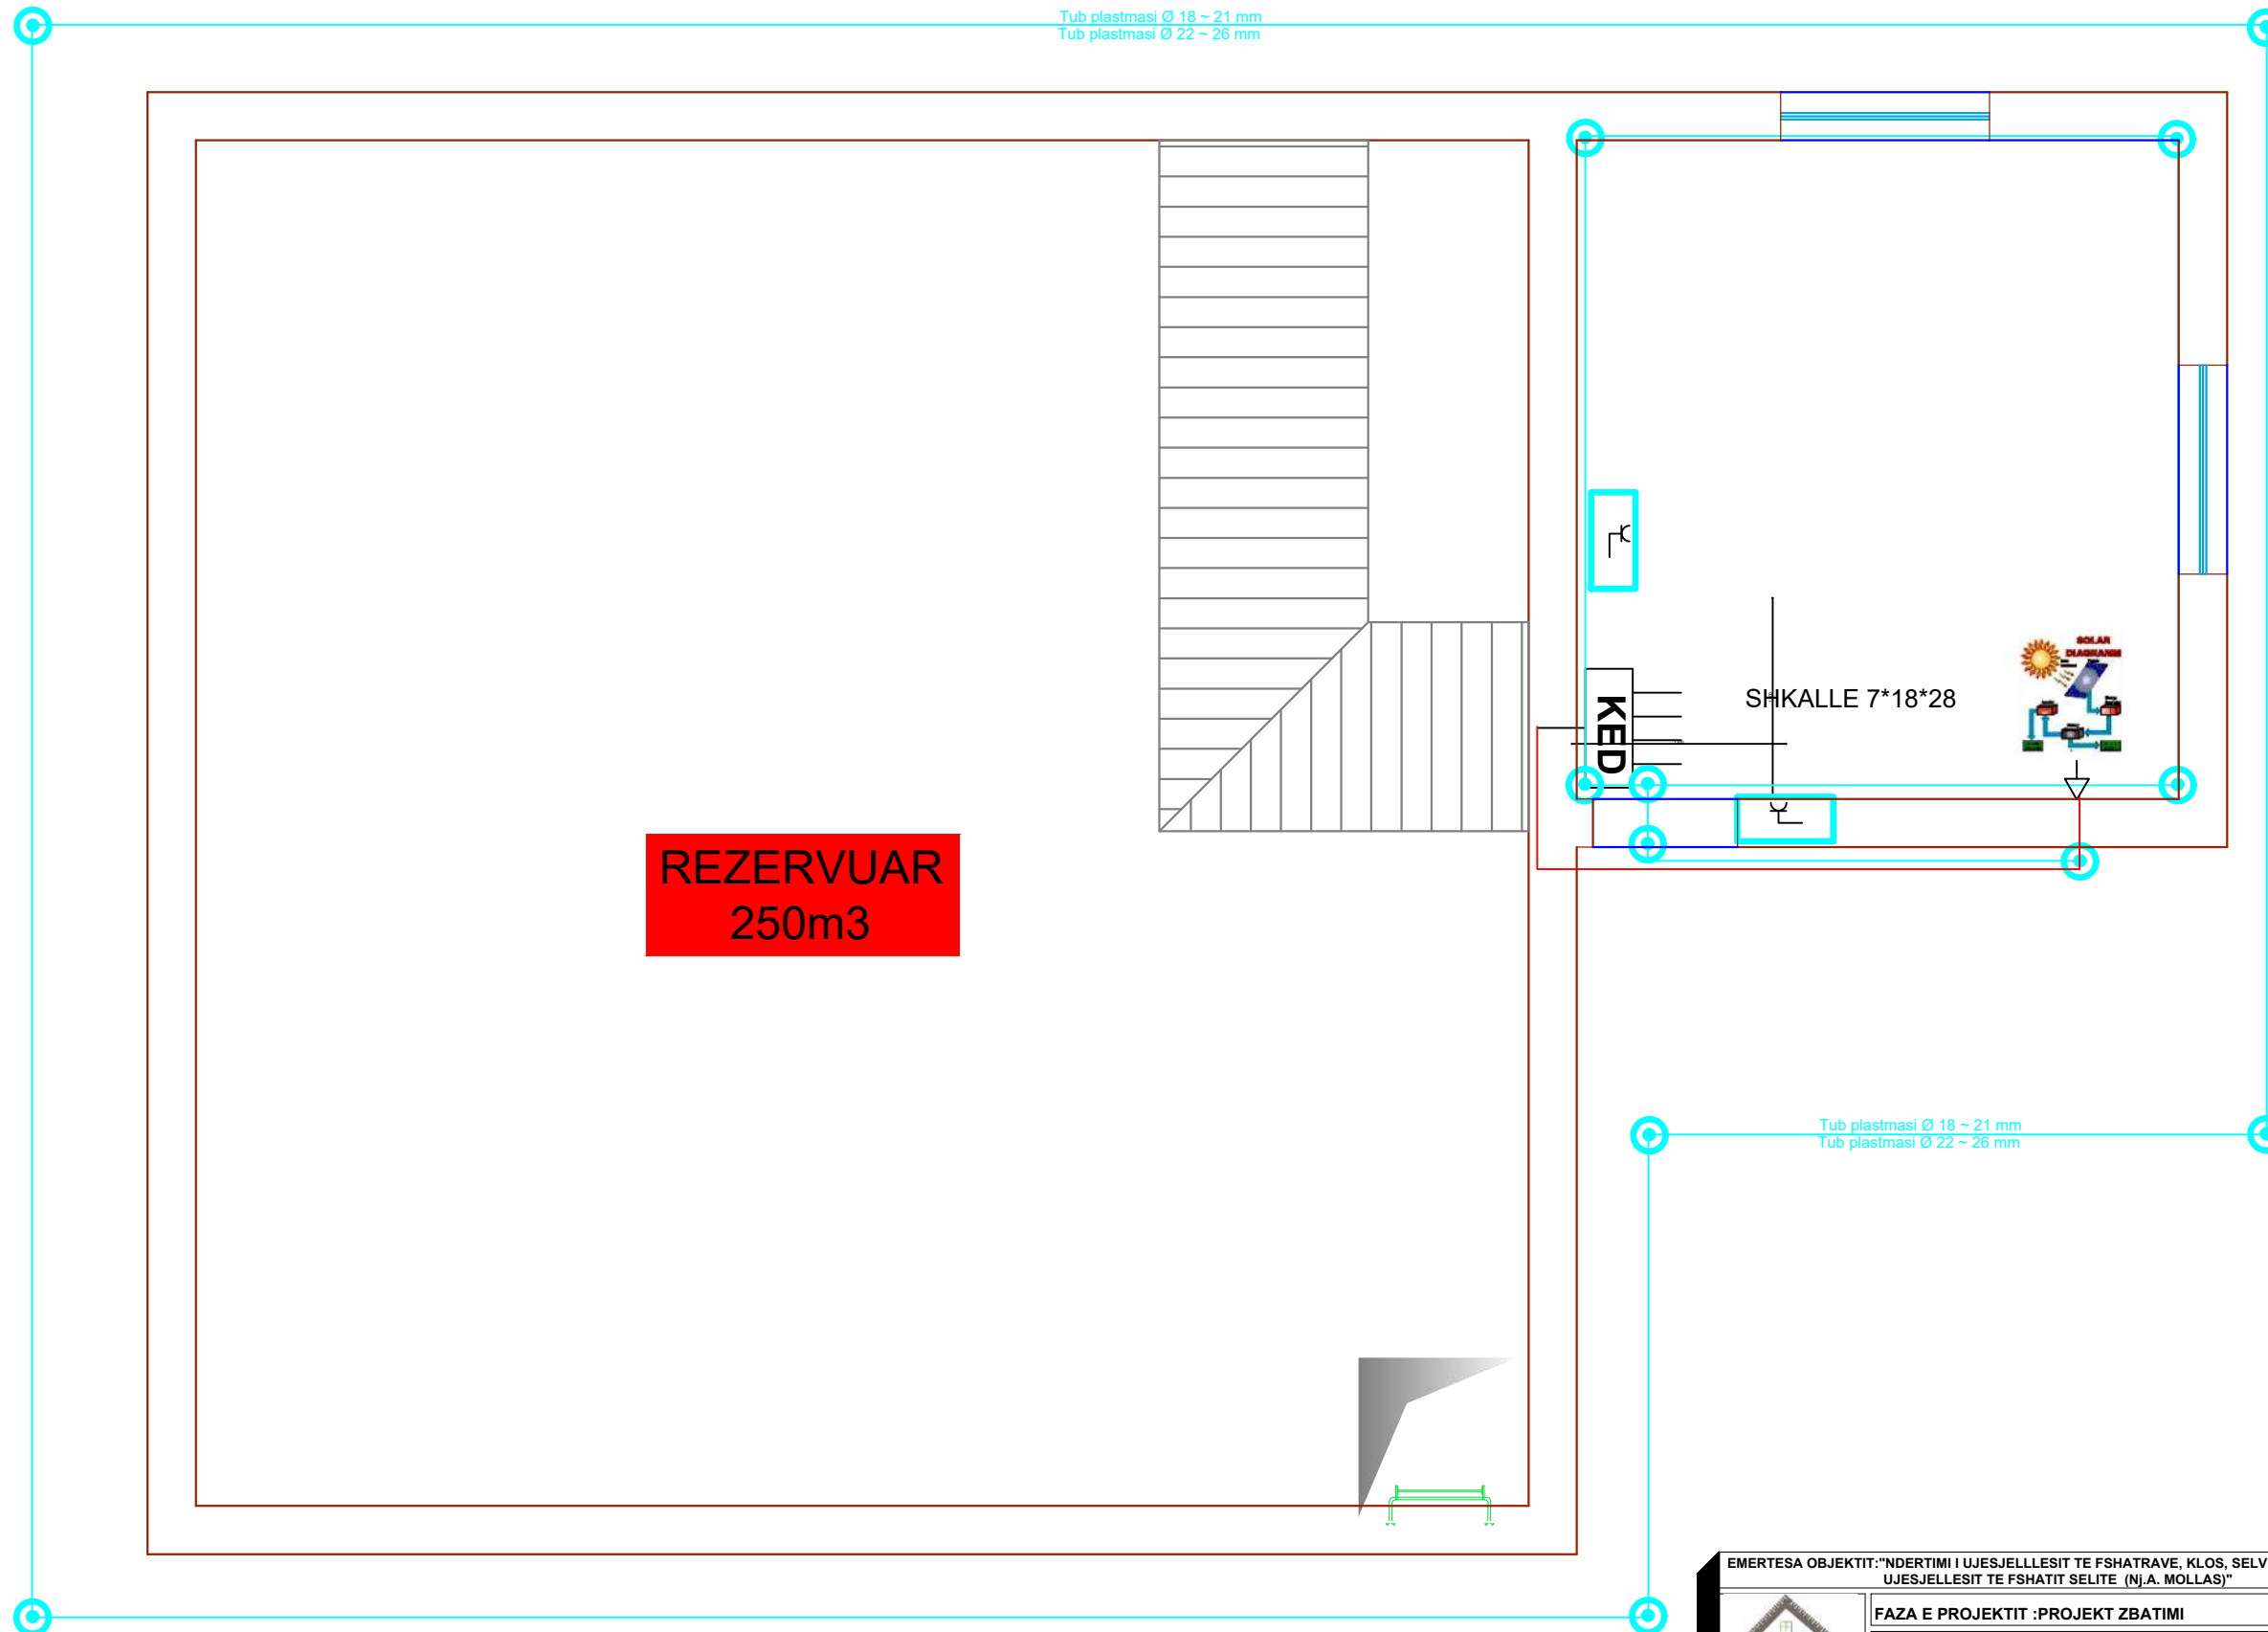 Tub plastmasi Ø 18 ~ 21 mm
Tub plastmasi Ø 22 ~ 26 mm
SOLAR
DIAGRAMM
SHKALLE 7*18*28
KED
REZERVUAR
250m3
Tub plastmasi Ø 18 ~ 21 mm
Tub plastmasi Ø 22 ~ 26 mm
EMERTESA OBJEKTIT:"NDERTIMI I UJESJELLLESIT TE FSHATRAVE, KLOS, SELV
UJESJELLESIT TE FSHATIT SELITE (Nj.A. MOLLAS)"
FAZA E PROJEKTIT :PROJEKT ZBATIMI